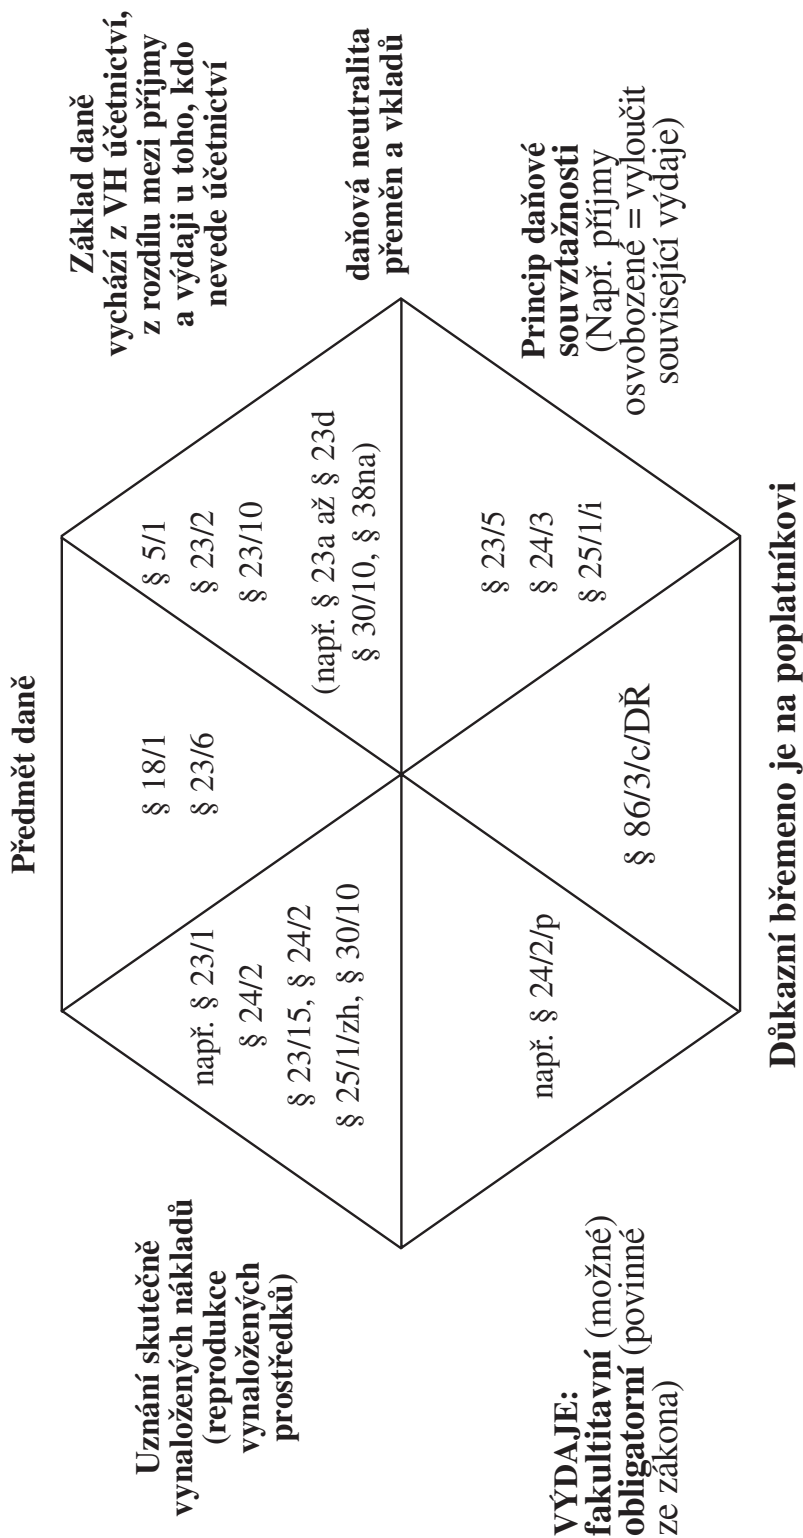 Předmět daně
Uznání skutečně
vynaložených nákladů
(reprodukce
vynaložených
prostředků)
např. § 23/1
§ 24/2
§ 23/15, § 24/2
§ 25/1/zh, § 30/10
§ 18/1
§ 23/6
§ 5/1
§ 23/2
§ 23/10
(např. § 23a až § 23d
§ 30/10, § 38na)
Základ daně
vychází z VH účetnictví,
z rozdílu mezi příjmy
a výdaji u toho, kdo
nevede účetnictví
daňová neutralita
přeměn a vkladů
VÝDAJE:
fakultitavní (možné)
obligatorní (povinné
ze zákona)
např. § 24/2/p
§ 86/3/c/DŘ
§ 23/5
§ 24/3
§ 25/1/i
Princip daňové
souvztažnosti
(Např. příjmy
osvobozené = vyloučit
související výdaje)
Důkazní břemeno je na poplatníkovi